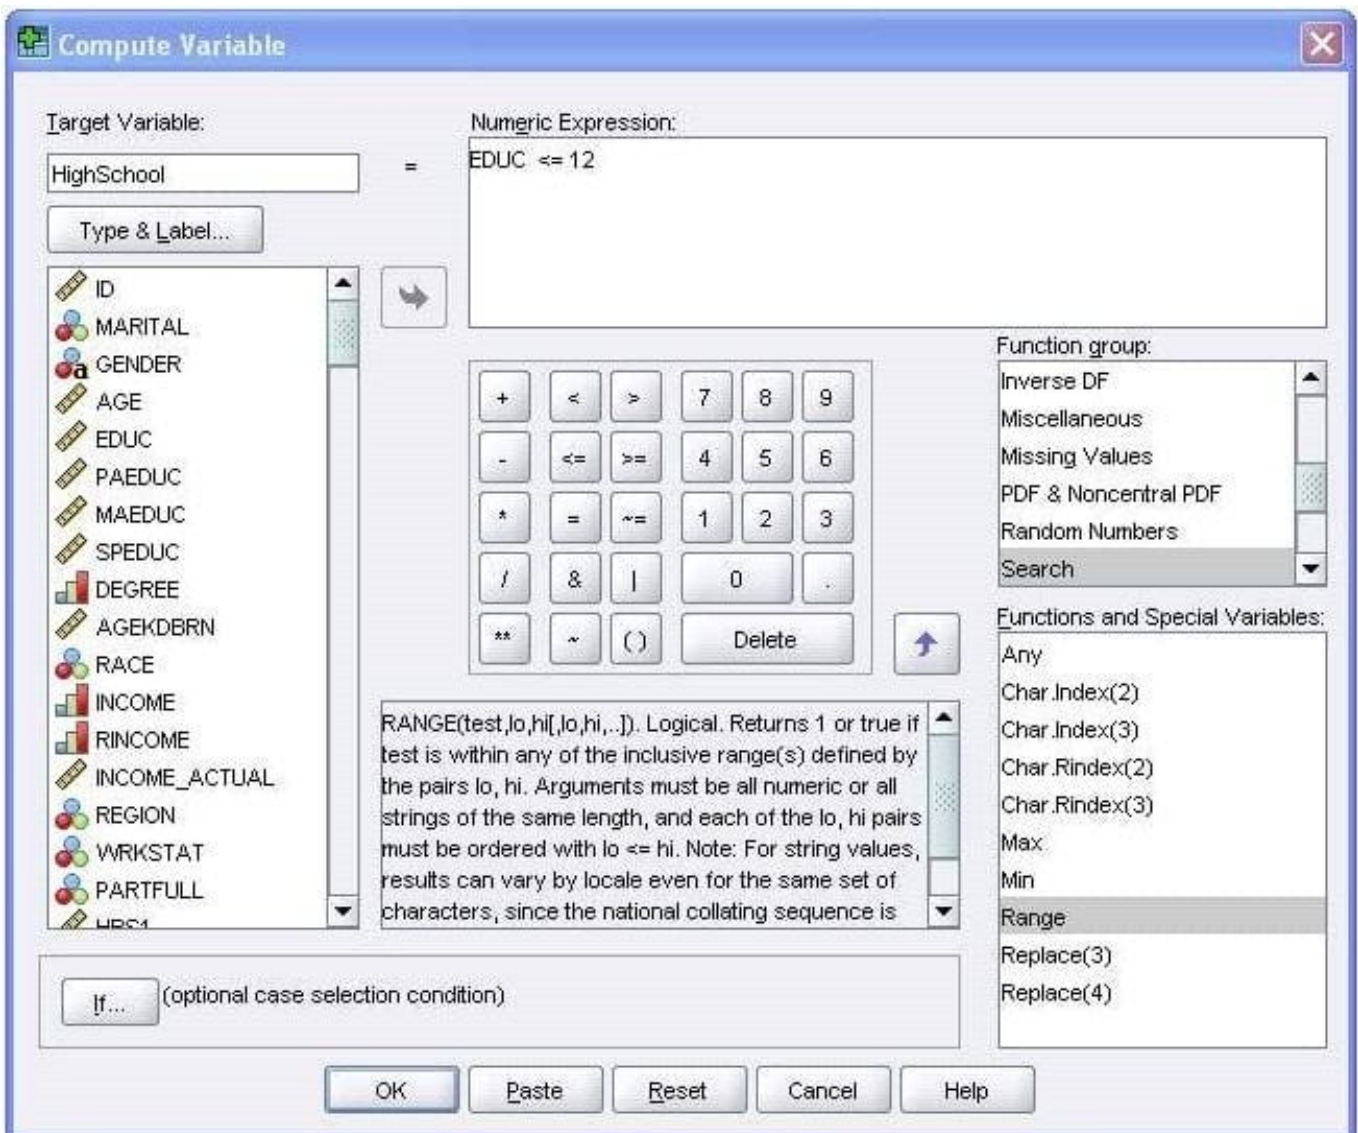 Compute Variable
Target Variable:
HighSchool
=
Numeric Expression:
EDUC <= 12
Type & Label...
ID
MARITAL
GENDER
AGE
EDUC
PAEDUC
MAEDUC
SPEDUC
DEGREE
AGEKDBRN
RACE
INCOME
RINCOME
INCOME_ACTUAL
REGION
WRKSTAT
PARTFULL
HRS1
+ < > 7 8 9
- <= >= 4 5 6
* = ~= 1 2 3
/ & | 0 .
** ~ ( ) Delete
Function group:
Inverse DF
Miscellaneous
Missing Values
PDF & Noncentral PDF
Random Numbers
Search
Functions and Special Variables:
Any
Char.Index(2)
Char.Index(3)
Char.Rindex(2)
Char.Rindex(3)
Max
Min
Range
Replace(3)
Replace(4)
RANGE(test,lo,hi[,lo,hi,..]). Logical. Returns 1 or true if
test is within any of the inclusive range(s) defined by
the pairs lo, hi. Arguments must be all numeric or all
strings of the same length, and each of the lo, hi pairs
must be ordered with lo <= hi. Note: For string values,
results can vary by locale even for the same set of
characters, since the national collating sequence is
If... (optional case selection condition)
OK Paste Reset Cancel Help